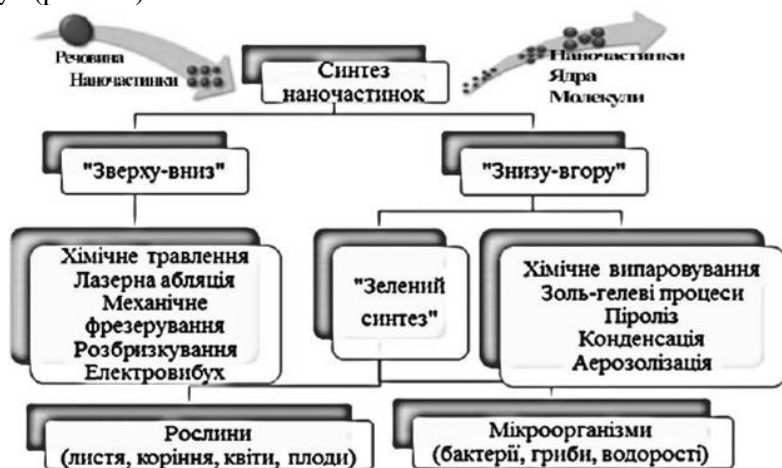 Речовина
Наночастинки
Синтез
наночастинок
Наночастинки
Ядра
Молекули
"Зверху-вниз"
"Знизу-вгору"
Хімічне травлення
Лазерна абляція
Механічне
фрезерування
Розбризкування
Електровибух
"Зелений
синтез"
Хімічне випаровування
Золь-гелеві процеси
Піроліз
Конденсація
Аерозолізація
Рослини
(листя, коріння, квіти, плоди)
Мікроорганізми
(бактерії, гриби, водорості)